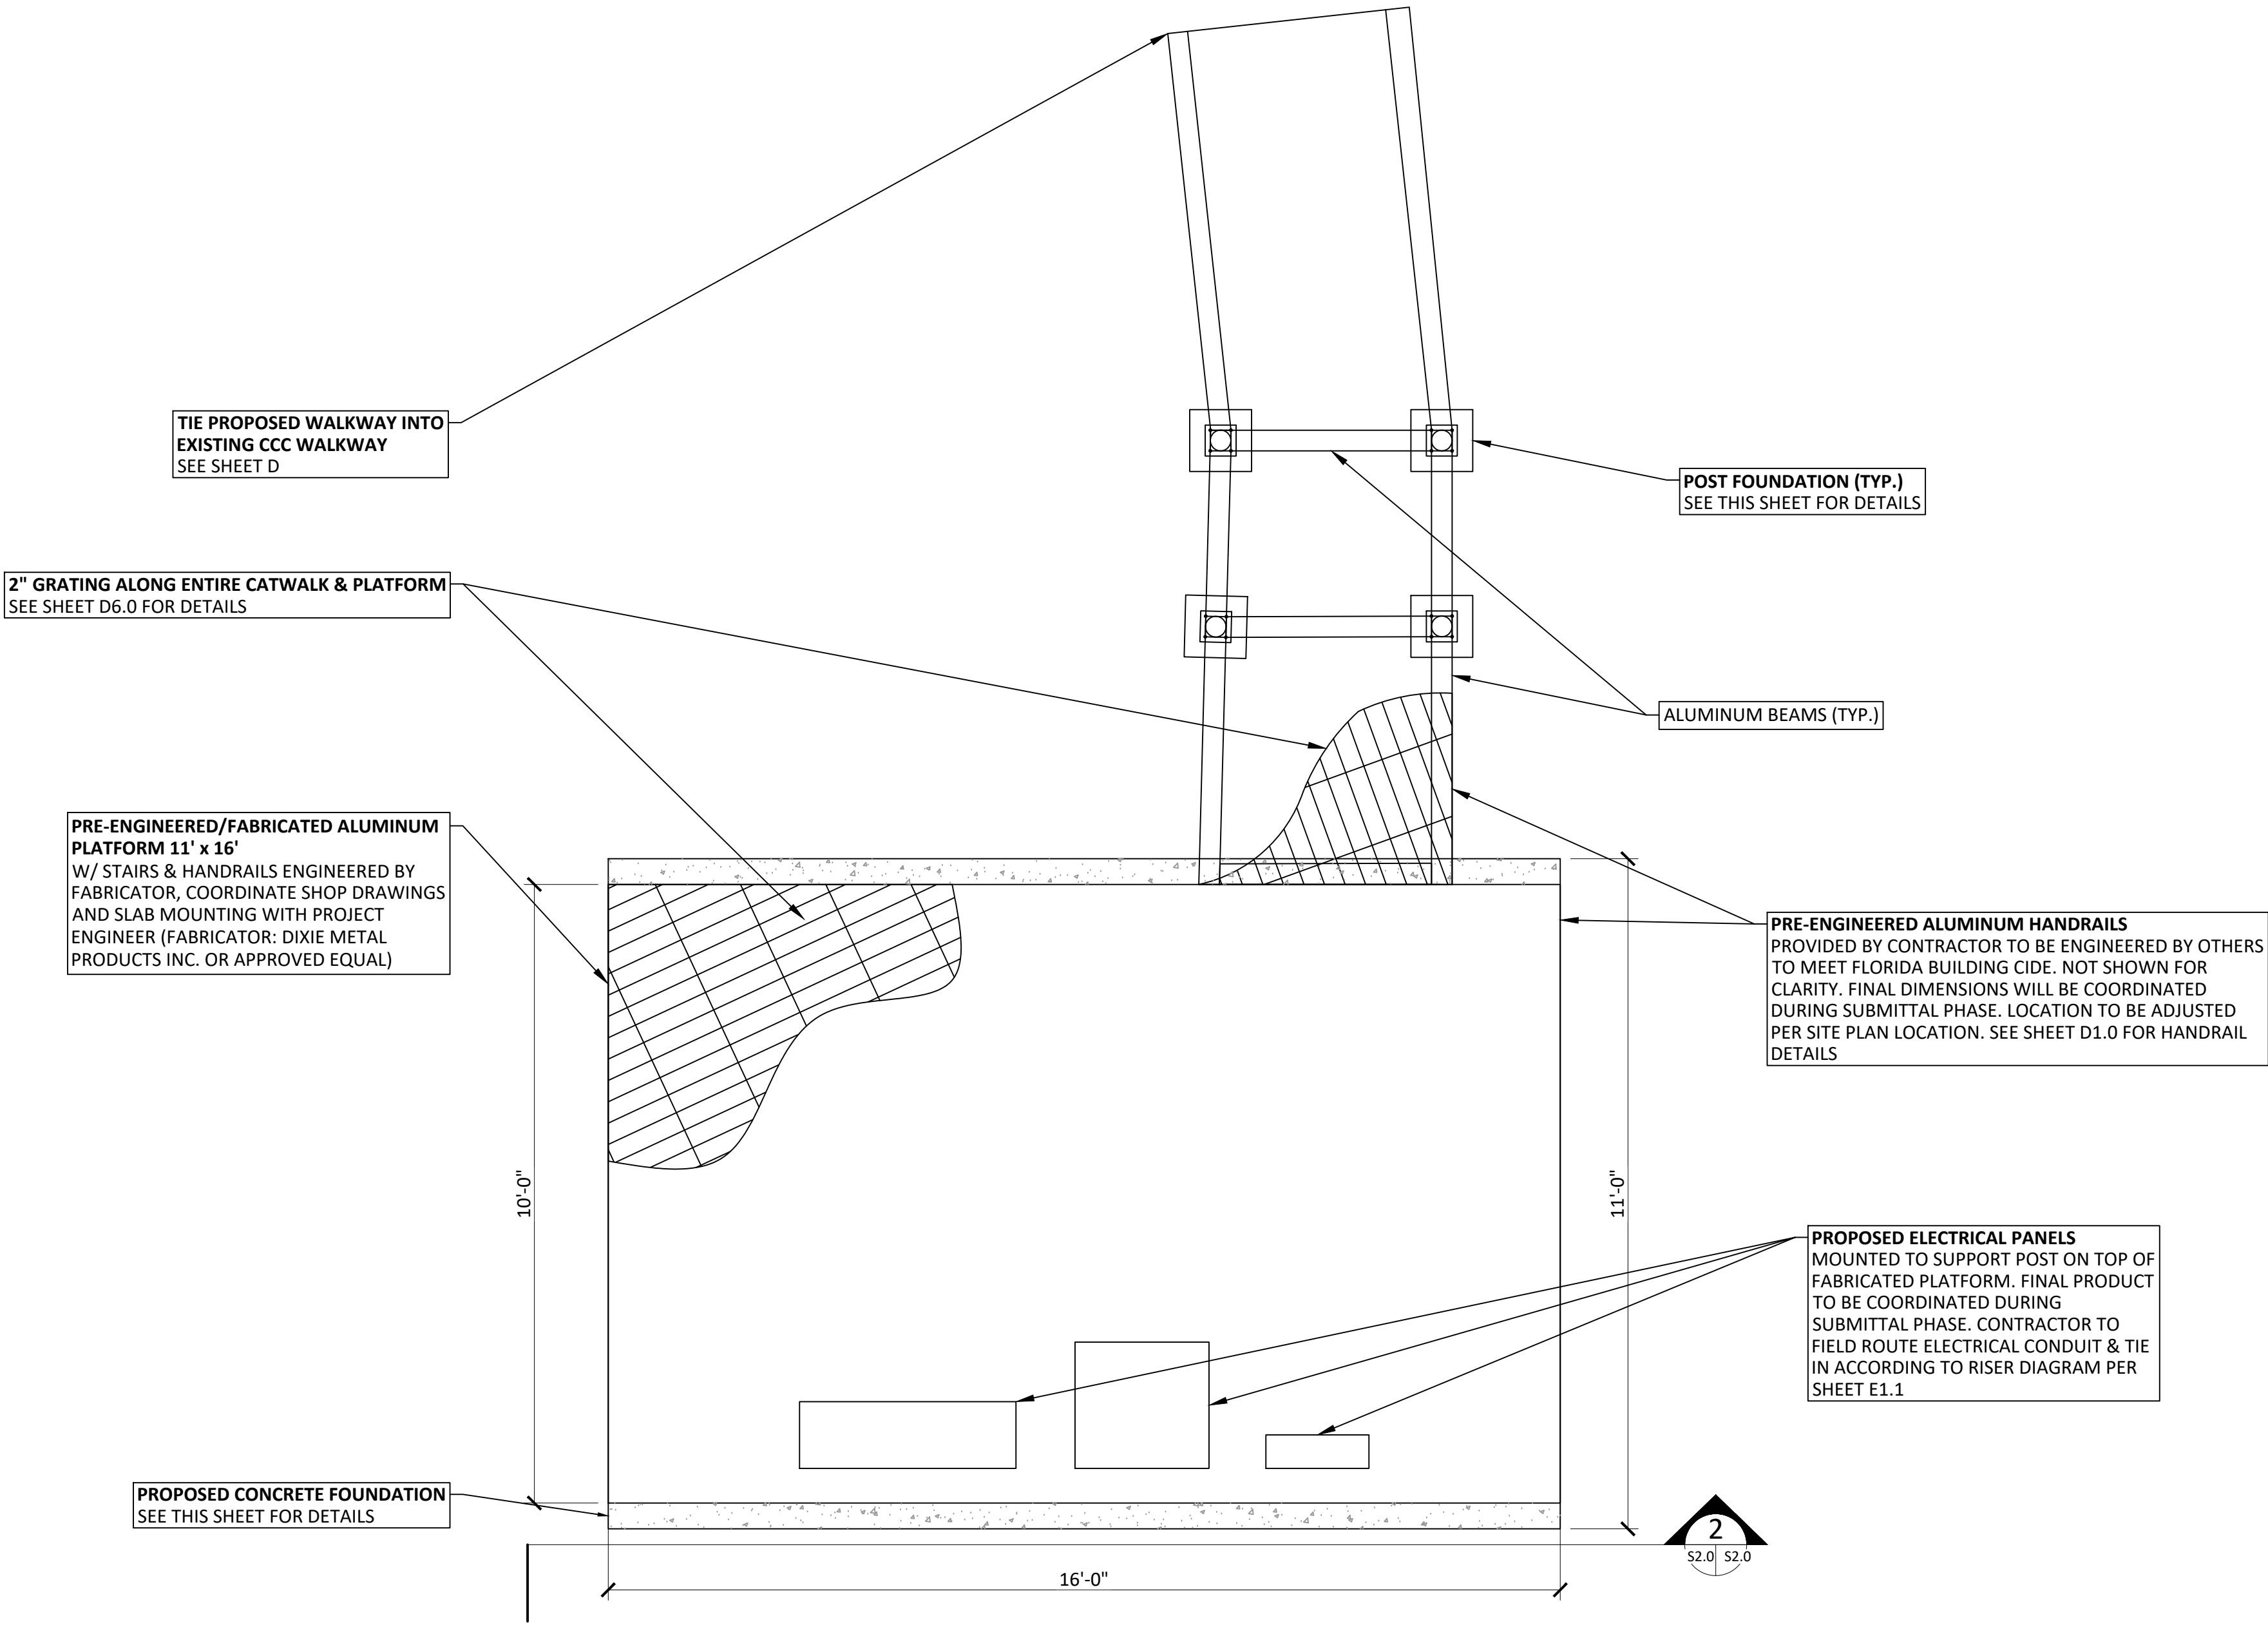 TIE PROPOSED WALKWAY INTO
EXISTING CCC WALKWAY
SEE SHEET D
POST FOUNDATION (TYP.)
SEE THIS SHEET FOR DETAILS
2" GRATING ALONG ENTIRE CATWALK & PLATFORM
SEE SHEET D6.0 FOR DETAILS
ALUMINUM BEAMS (TYP.)
PRE-ENGINEERED/FABRICATED ALUMINUM
PLATFORM 11' x 16'
W/ STAIRS & HANDRAILS ENGINEERED BY
FABRICATOR, COORDINATE SHOP DRAWINGS
AND SLAB MOUNTING WITH PROJECT
ENGINEER (FABRICATOR: DIXIE METAL
PRODUCTS INC. OR APPROVED EQUAL)
PRE-ENGINEERED ALUMINUM HANDRAILS
PROVIDED BY CONTRACTOR TO BE ENGINEERED BY OTHERS
TO MEET FLORIDA BUILDING CIDE. NOT SHOWN FOR
CLARITY. FINAL DIMENSIONS WILL BE COORDINATED
DURING SUBMITTAL PHASE. LOCATION TO BE ADJUSTED
PER SITE PLAN LOCATION. SEE SHEET D1.0 FOR HANDRAIL
DETAILS
10'-0"
11'-0"
PROPOSED ELECTRICAL PANELS
MOUNTED TO SUPPORT POST ON TOP OF
FABRICATED PLATFORM. FINAL PRODUCT
TO BE COORDINATED DURING
SUBMITTAL PHASE. CONTRACTOR TO
FIELD ROUTE ELECTRICAL CONDUIT & TIE
IN ACCORDING TO RISER DIAGRAM PER
SHEET E1.1
PROPOSED CONCRETE FOUNDATION
SEE THIS SHEET FOR DETAILS
2
S2.0 S2.0
16'-0"